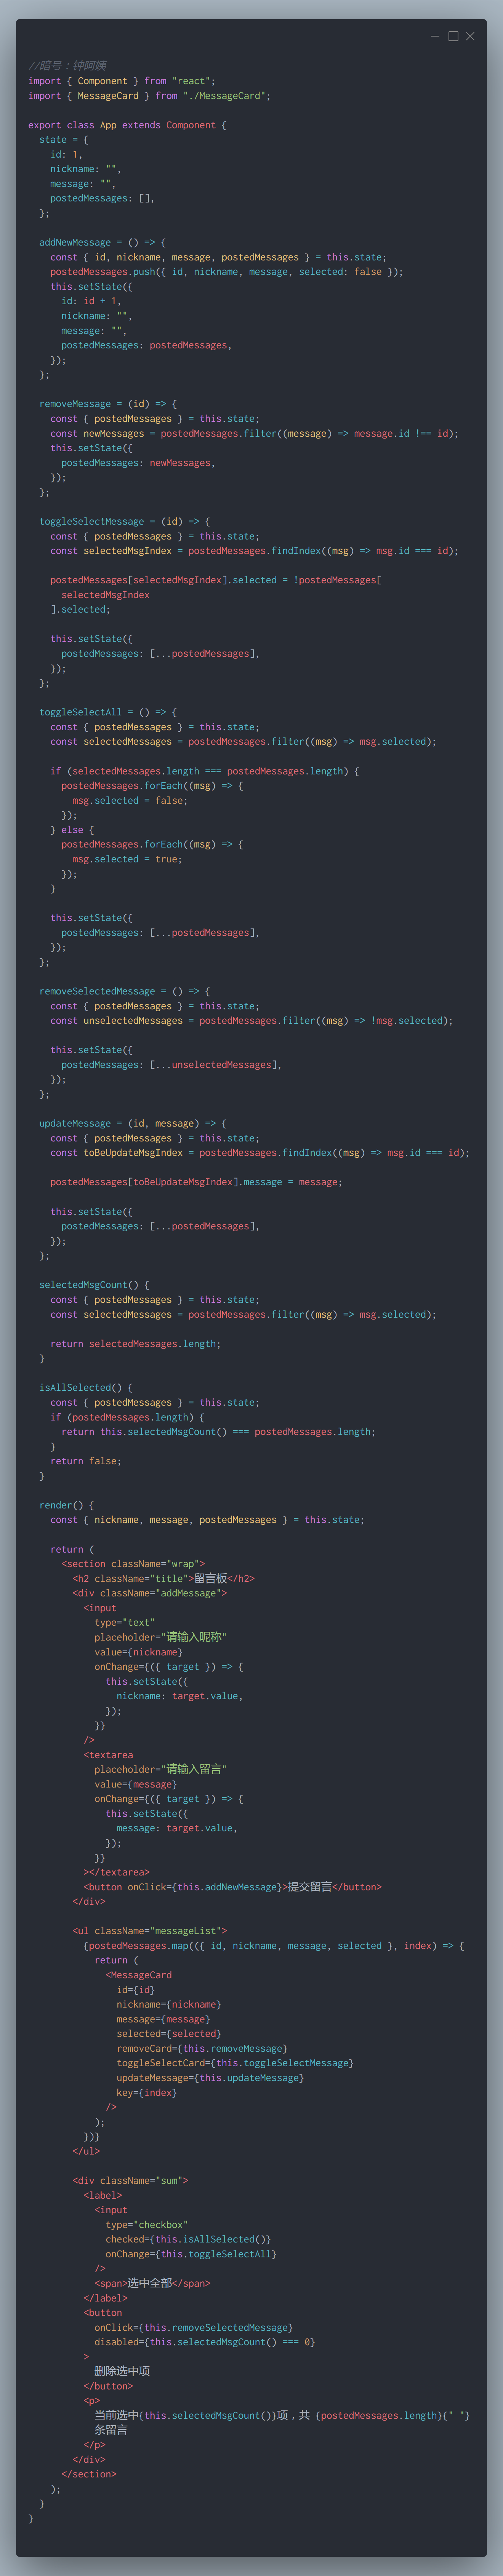 //暗号：钟阿姨
import { Component } from "react";
import { MessageCard } from "./MessageCard";
export class App extends Component {
  state = {
    id: 1,
    nickname: "",
    message: "",
    postedMessages: [],
  };
  addNewMessage = () => {
    const { id, nickname, message, postedMessages } = this.state;
    postedMessages.push({ id, nickname, message, selected: false });
    this.setState({
      id: id + 1,
      nickname: "",
      message: "",
      postedMessages: postedMessages,
    });
  };
  removeMessage = (id) => {
    const { postedMessages } = this.state;
    const newMessages = postedMessages.filter((message) => message.id !== id);
    this.setState({
      postedMessages: newMessages,
    });
  };
  toggleSelectMessage = (id) => {
    const { postedMessages } = this.state;
    const selectedMsgIndex = postedMessages.findIndex((msg) => msg.id === id);
    postedMessages[selectedMsgIndex].selected = !postedMessages[
      selectedMsgIndex
    ].selected;
    this.setState({
      postedMessages: [...postedMessages],
    });
  };
  toggleSelectAll = () => {
    const { postedMessages } = this.state;
    const selectedMessages = postedMessages.filter((msg) => msg.selected);
    if (selectedMessages.length === postedMessages.length) {
      postedMessages.forEach((msg) => {
        msg.selected = false;
      });
    } else {
      postedMessages.forEach((msg) => {
        msg.selected = true;
      });
    }
    this.setState({
      postedMessages: [...postedMessages],
    });
  };
  removeSelectedMessage = () => {
    const { postedMessages } = this.state;
    const unselectedMessages = postedMessages.filter((msg) => !msg.selected);
    this.setState({
      postedMessages: [...unselectedMessages],
    });
  };
  updateMessage = (id, message) => {
    const { postedMessages } = this.state;
    const toBeUpdateMsgIndex = postedMessages.findIndex((msg) => msg.id === id);
    postedMessages[toBeUpdateMsgIndex].message = message;
    this.setState({
      postedMessages: [...postedMessages],
    });
  };
  selectedMsgCount() {
    const { postedMessages } = this.state;
    const selectedMessages = postedMessages.filter((msg) => msg.selected);
    return selectedMessages.length;
  }
  isAllSelected() {
    const { postedMessages } = this.state;
    if (postedMessages.length) {
      return this.selectedMsgCount() === postedMessages.length;
    }
    return false;
  }
  render() {
    const { nickname, message, postedMessages } = this.state;
    return (
      <section className="wrap">
        <h2 className="title">留言板</h2>
        <div className="addMessage">
          <input
            type="text"
            placeholder="请输入昵称"
            value={nickname}
            onChange={({ target }) => {
              this.setState({
                nickname: target.value,
              });
            }}
          />
          <textarea
            placeholder="请输入留言"
            value={message}
            onChange={({ target }) => {
              this.setState({
                message: target.value,
              });
            }}
          ></textarea>
          <button onClick={this.addNewMessage}>提交留言</button>
        </div>
        <ul className="messageList">
          {postedMessages.map(({ id, nickname, message, selected }, index) => {
            return (
              <MessageCard
                id={id}
                nickname={nickname}
                message={message}
                selected={selected}
                removeCard={this.removeMessage}
                toggleSelectCard={this.toggleSelectMessage}
                updateMessage={this.updateMessage}
                key={index}
              />
            );
          })}
        </ul>
        <div className="sum">
          <label>
            <input
              type="checkbox"
              checked={this.isAllSelected()}
              onChange={this.toggleSelectAll}
            />
            <span>选中全部</span>
          </label>
          <button
            onClick={this.removeSelectedMessage}
            disabled={this.selectedMsgCount() === 0}
          >
            删除选中项
          </button>
          <p>
            当前选中{this.selectedMsgCount()}项，共 {postedMessages.length}{" "}
            条留言
          </p>
        </div>
      </section>
    );
  }
}